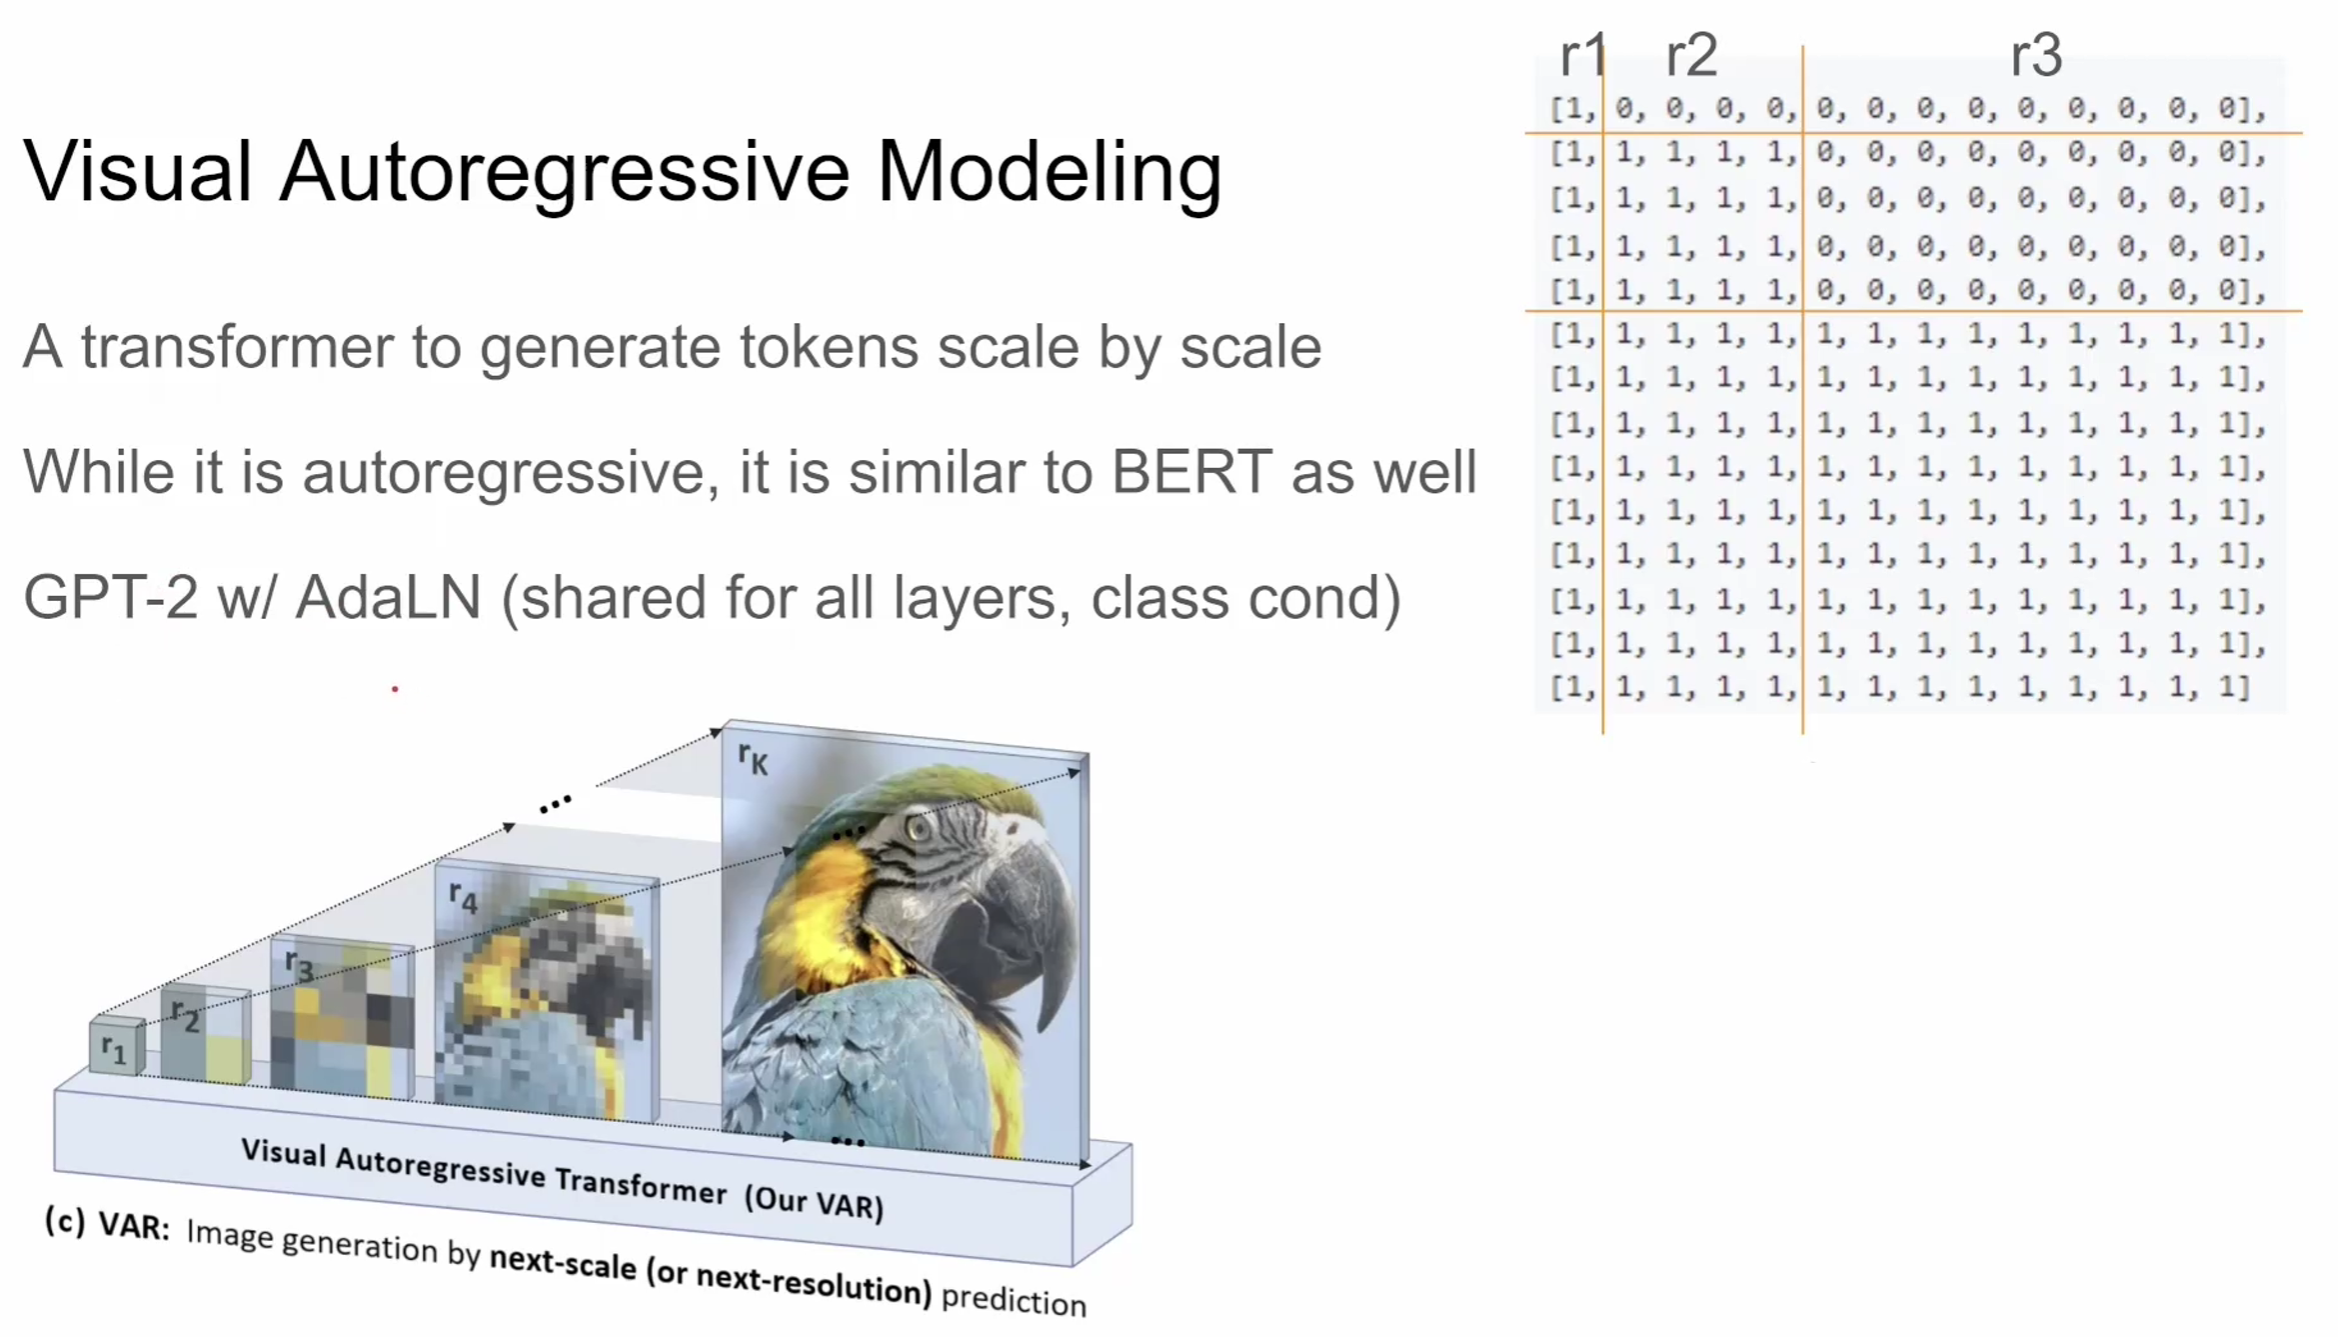 Visual Autoregressive Modeling
A transformer to generate tokens scale by scale
While it is autoregressive, it is similar to BERT as well
GPT-2 w/ AdaLN (shared for all layers, class cond)
r1 r2 r3
[1, 0, 0, 0, 0, 0, 0, 0, 0, 0, 0, 0, 0, 0],
[1, 1, 1, 1, 1, 0, 0, 0, 0, 0, 0, 0, 0, 0],
[1, 1, 1, 1, 1, 0, 0, 0, 0, 0, 0, 0, 0, 0],
[1, 1, 1, 1, 1, 0, 0, 0, 0, 0, 0, 0, 0, 0],
[1, 1, 1, 1, 1, 0, 0, 0, 0, 0, 0, 0, 0, 0],
[1, 1, 1, 1, 1, 1, 1, 1, 1, 1, 1, 1, 1, 1],
[1, 1, 1, 1, 1, 1, 1, 1, 1, 1, 1, 1, 1, 1],
[1, 1, 1, 1, 1, 1, 1, 1, 1, 1, 1, 1, 1, 1],
[1, 1, 1, 1, 1, 1, 1, 1, 1, 1, 1, 1, 1, 1],
[1, 1, 1, 1, 1, 1, 1, 1, 1, 1, 1, 1, 1, 1],
[1, 1, 1, 1, 1, 1, 1, 1, 1, 1, 1, 1, 1, 1],
[1, 1, 1, 1, 1, 1, 1, 1, 1, 1, 1, 1, 1, 1],
[1, 1, 1, 1, 1, 1, 1, 1, 1, 1, 1, 1, 1, 1],
[1, 1, 1, 1, 1, 1, 1, 1, 1, 1, 1, 1, 1, 1]
r1
r2
r3
r4
...
rK
...
...
Visual Autoregressive Transformer (Our VAR)
(c) VAR: Image generation by next-scale (or next-resolution) prediction